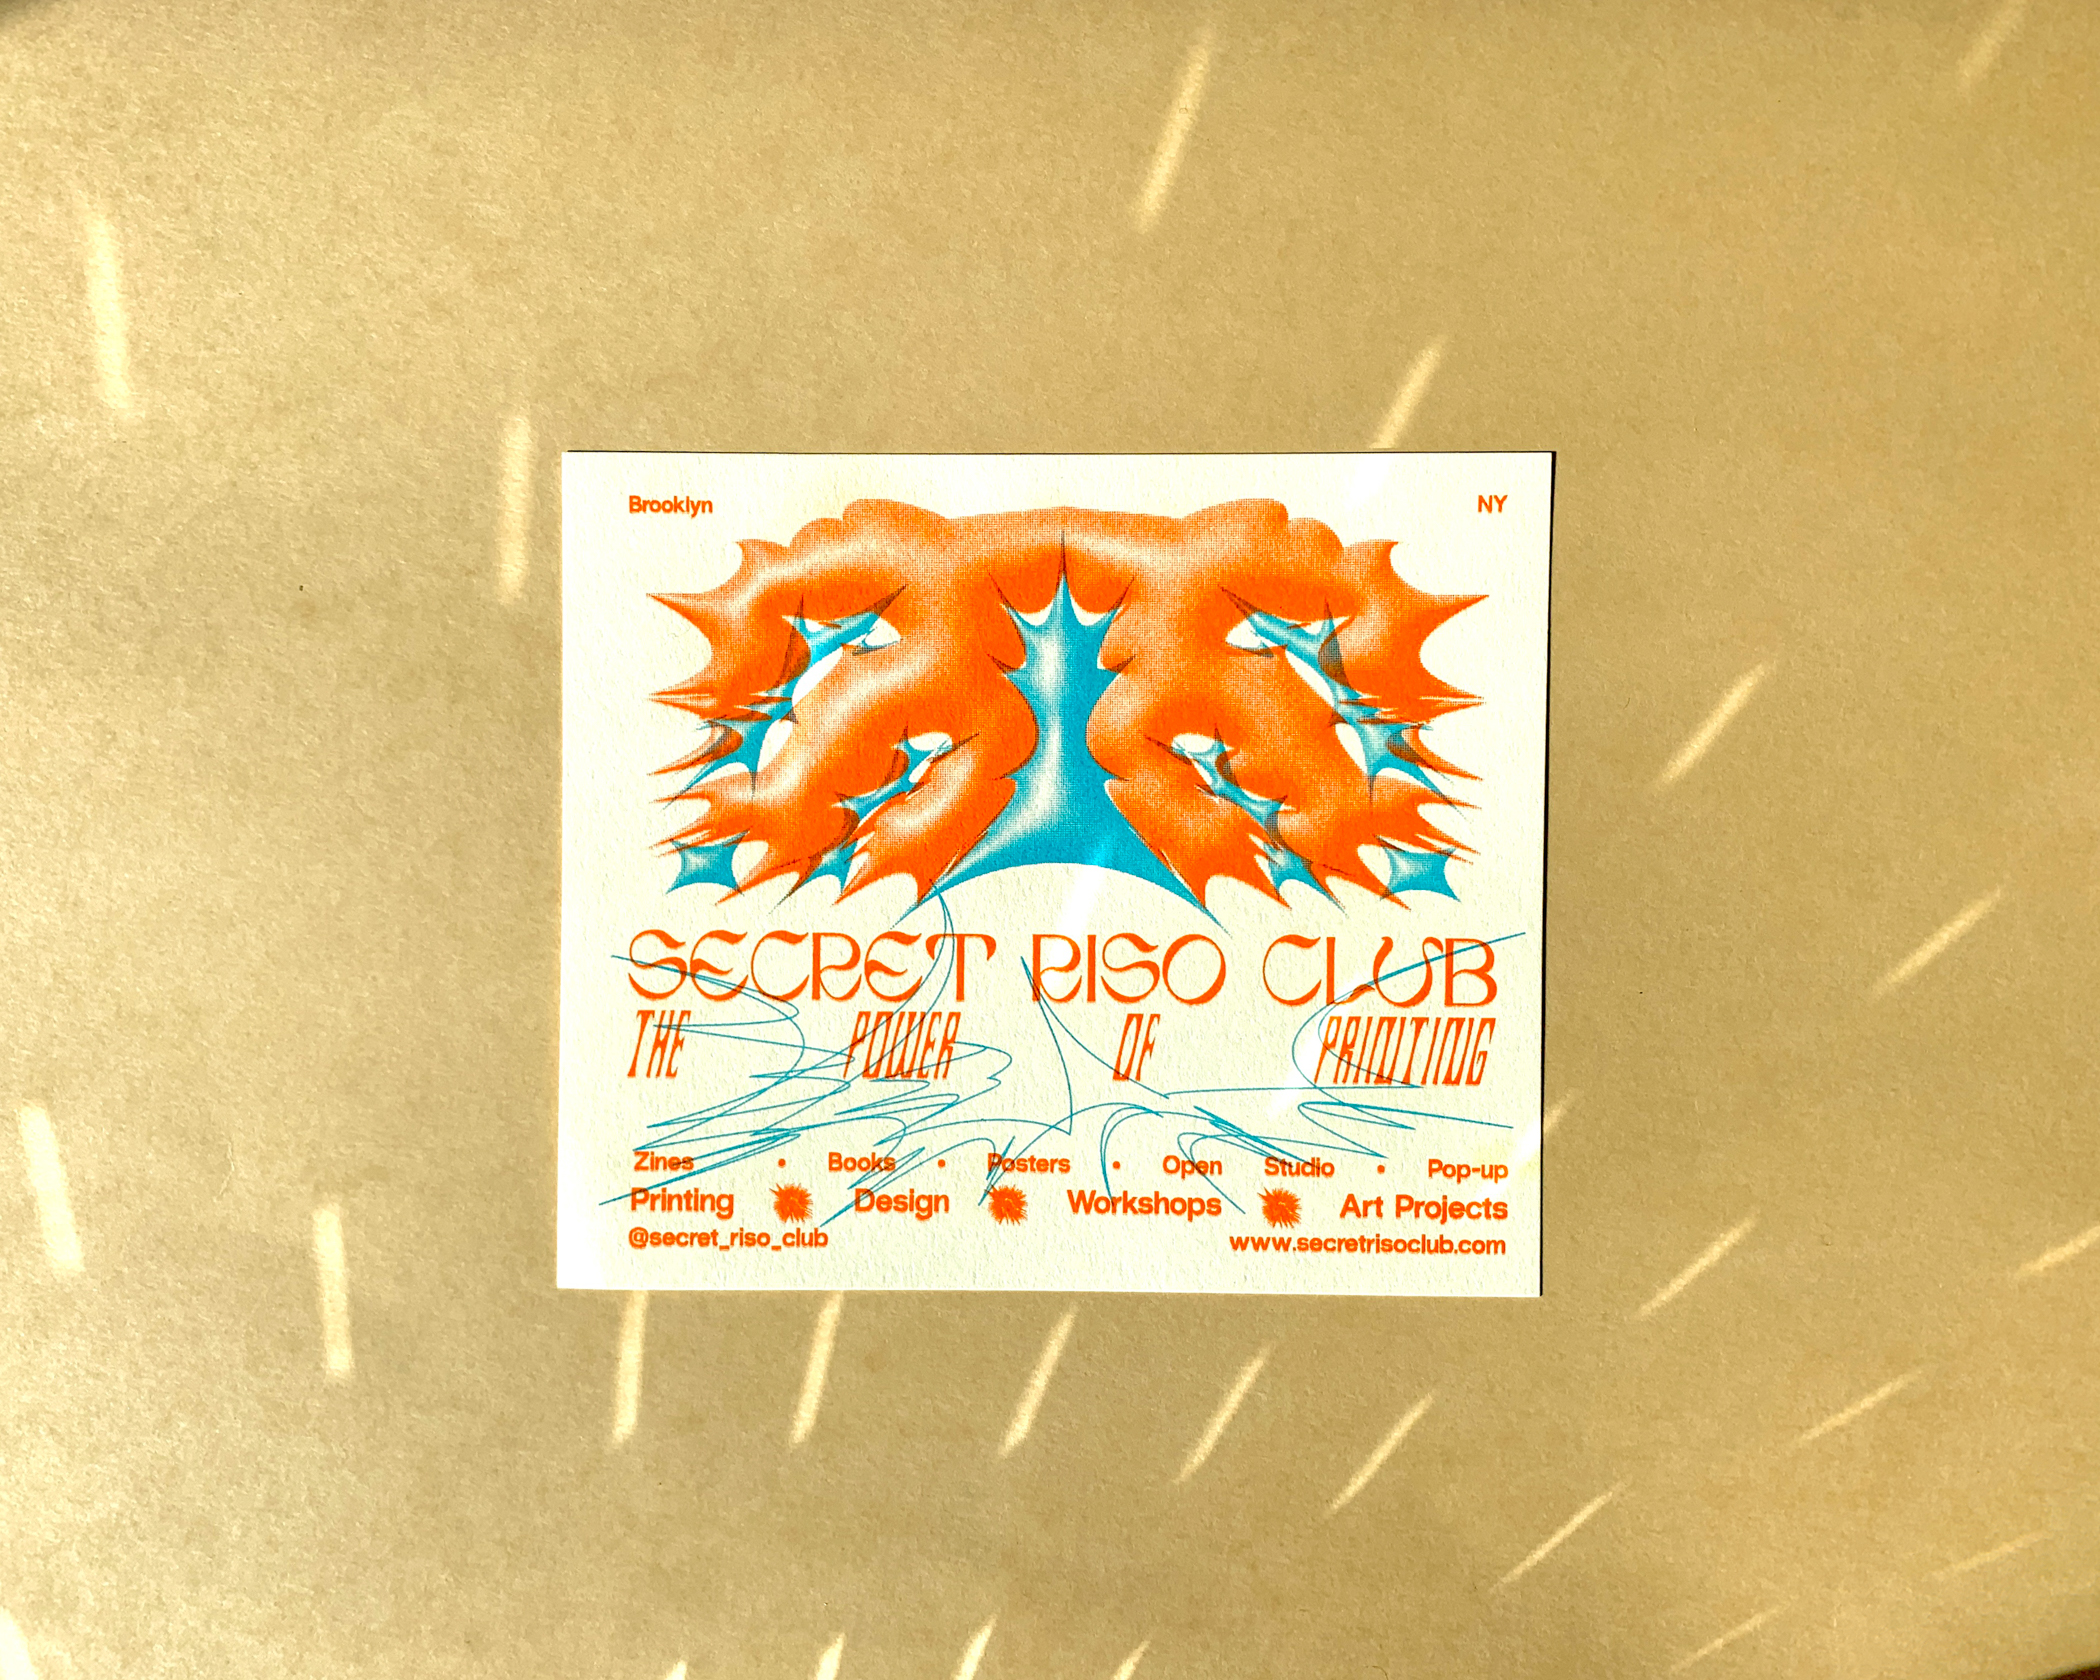 Brooklyn NY
SECRET RISO CLUB
THE POWER OF PRINTING
Zines • Books • Posters • Open Studio • Pop-up
Printing Design Workshops Art Projects
@secret_riso_club www.secretrisoclub.com